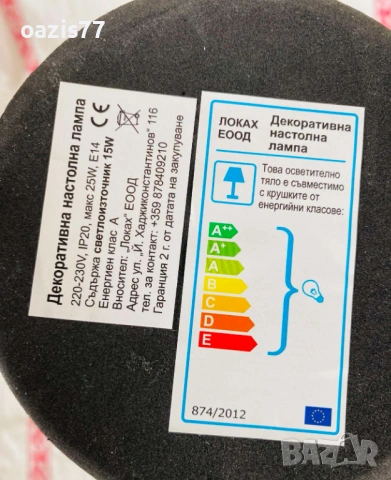 oazis77
Декоративна настолна лампа
220-230V, IP20, макс 25W, E14
Съдържа светлоизточник 15W
Енергиен клас A
Вносител: „Локах“ ЕООД
Адрес ул. „Й. Хаджиконстантинов“ 116
тел. за контакт: +359 878409210
Гаранция 2 г. от датата на закупуване
CE
ЛОКАХ
ЕООД
Декоративна
настолна
лампа
Това осветително
тяло е съвместимо
с крушките от
енергийни класове:
A++
A+
A
B
C
D
E
874/2012
BAZAR